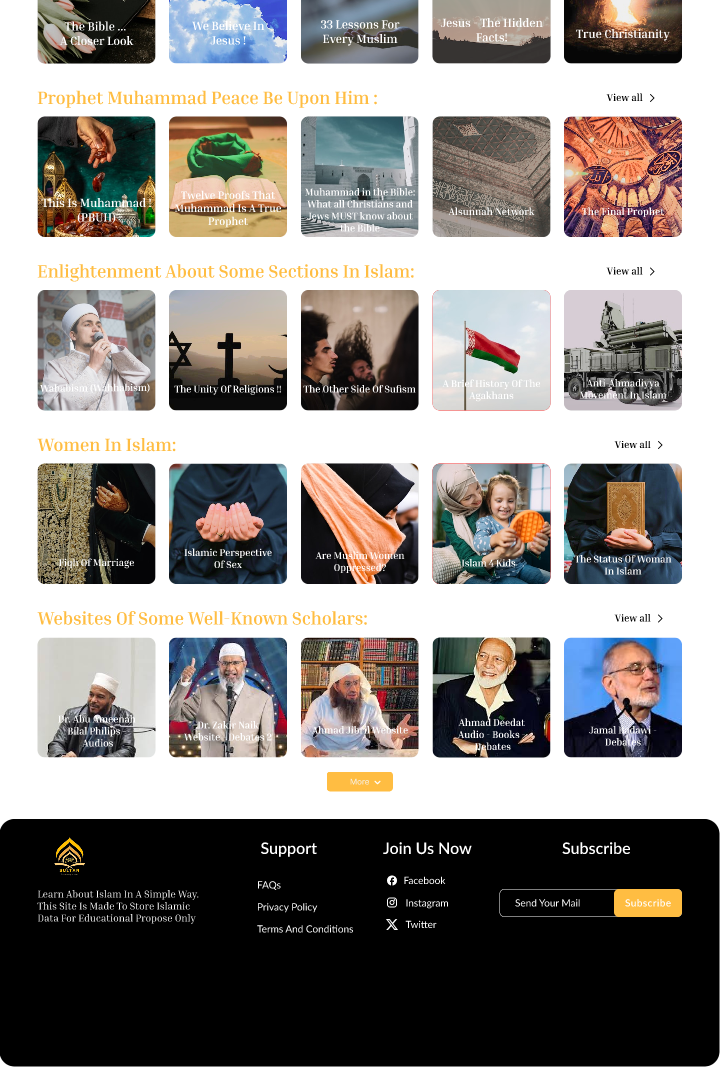 The Bible ...
A Closer Look
We Believe In
Jesus !
33 Lessons For
Every Muslim
Jesus - The Hidden
Facts!
True Christianity
Prophet Muhammad Peace Be Upon Him :
View all
This Is Muhammad !
(PBUH)
Twelve Proofs That
Muhammad Is A True
Prophet
Muhammad in the Bible:
What all Christians and
Jews MUST know about
the Bible
Alsunnah Network
The Final Prophet
Enlightenment About Some Sections In Islam:
View all
Wahabism (Wahhabism)
The Unity Of Religions !!
The Other Side Of Sufism
A Brief History Of The
Agakhans
Anti-Ahmadiyya
Movement In Islam
Women In Islam:
View all
Fiqh Of Marriage
Islamic Perspective
Of Sex
Are Muslim Women
Oppressed?
Islam 4 Kids
The Status Of Woman
In Islam
Websites Of Some Well-Known Scholars:
View all
Dr. Abu Ameenah
Bilal Philips -
Audios
Dr. Zakir Naik
Website . Debates 2
Ahmad Jibril Website
Ahmad Deedat
Audio - Books -
Debates
Jamal Badawi -
Debates
More
SULTAN
Learn About Islam In A Simple Way.
This Site Is Made To Store Islamic
Data For Educational Propose Only
Support
FAQs
Privacy Policy
Terms And Conditions
Join Us Now
Facebook
Instagram
Twitter
Subscribe
Send Your Mail
Subscribe